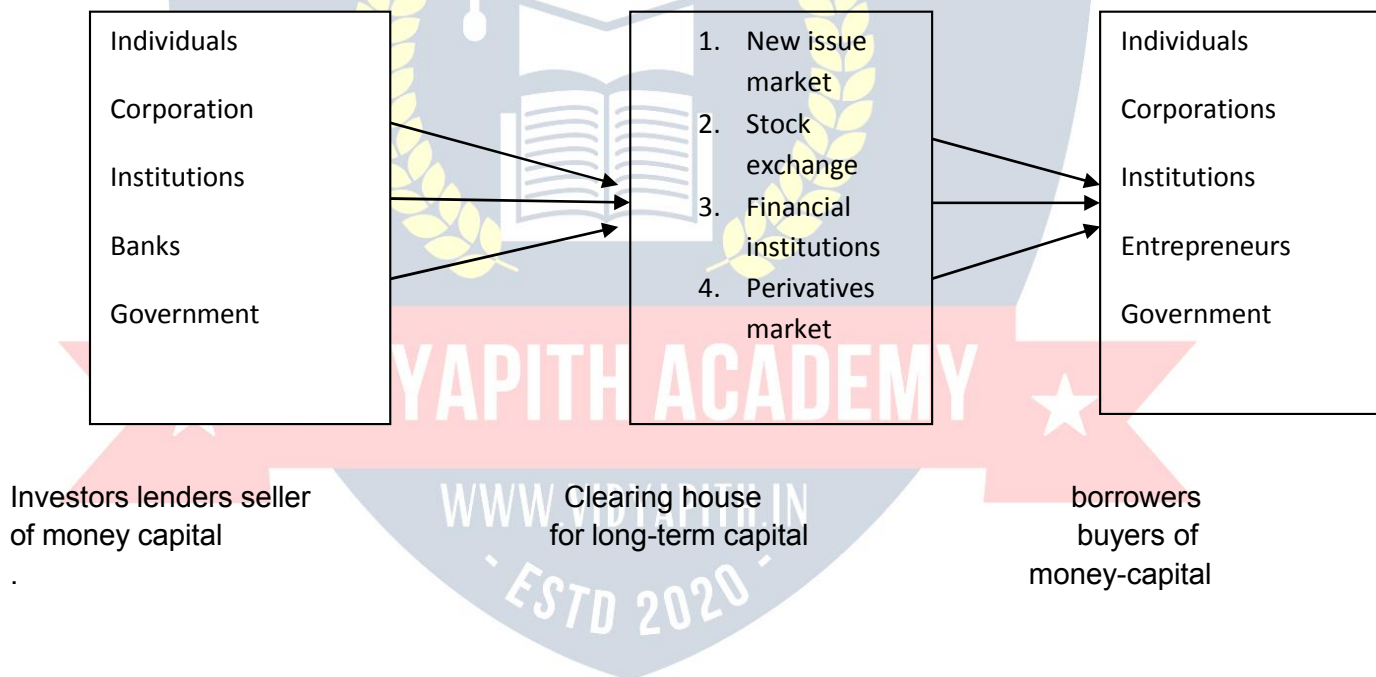 Individuals
Corporation
Institutions
Banks
Government
1. New issue
market
2. Stock
exchange
3. Financial
institutions
4. Perivatives
market
Individuals
Corporations
Institutions
Entrepreneurs
Government
YAPITH ACADEMY
Investors lenders seller
of money capital
.
Clearing house
for long-term capital
borrowers
buyers of
money-capital
WWW.VIDYAPITH.IN
- ESTD 2020 -